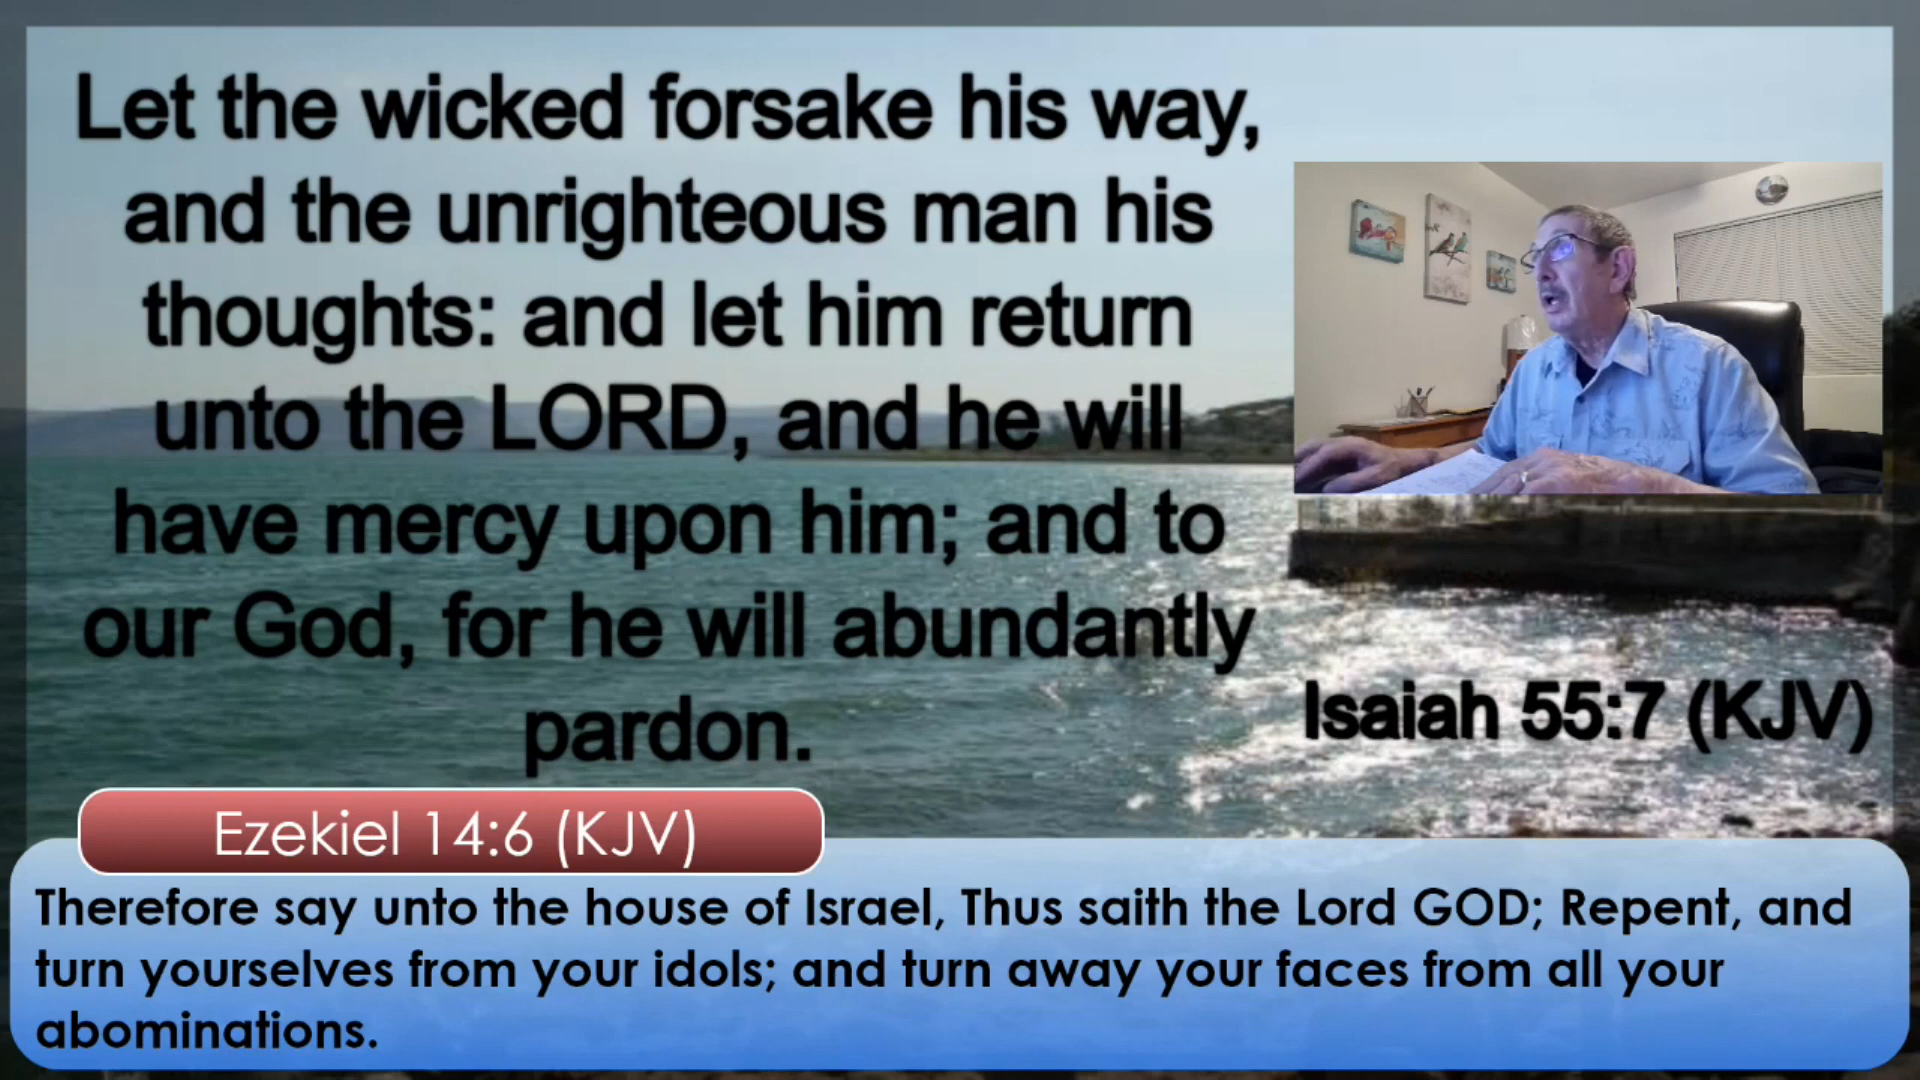 Let the wicked forsake his way,
and the unrighteous man his
thoughts: and let him return
unto the LORD, and he will
have mercy upon him; and to
our God, for he will abundantly
pardon.
Isaiah 55:7 (KJV)
Ezekiel 14:6 (KJV)
Therefore say unto the house of Israel, Thus saith the Lord GOD; Repent, and
turn yourselves from your idols; and turn away your faces from all your
abominations.